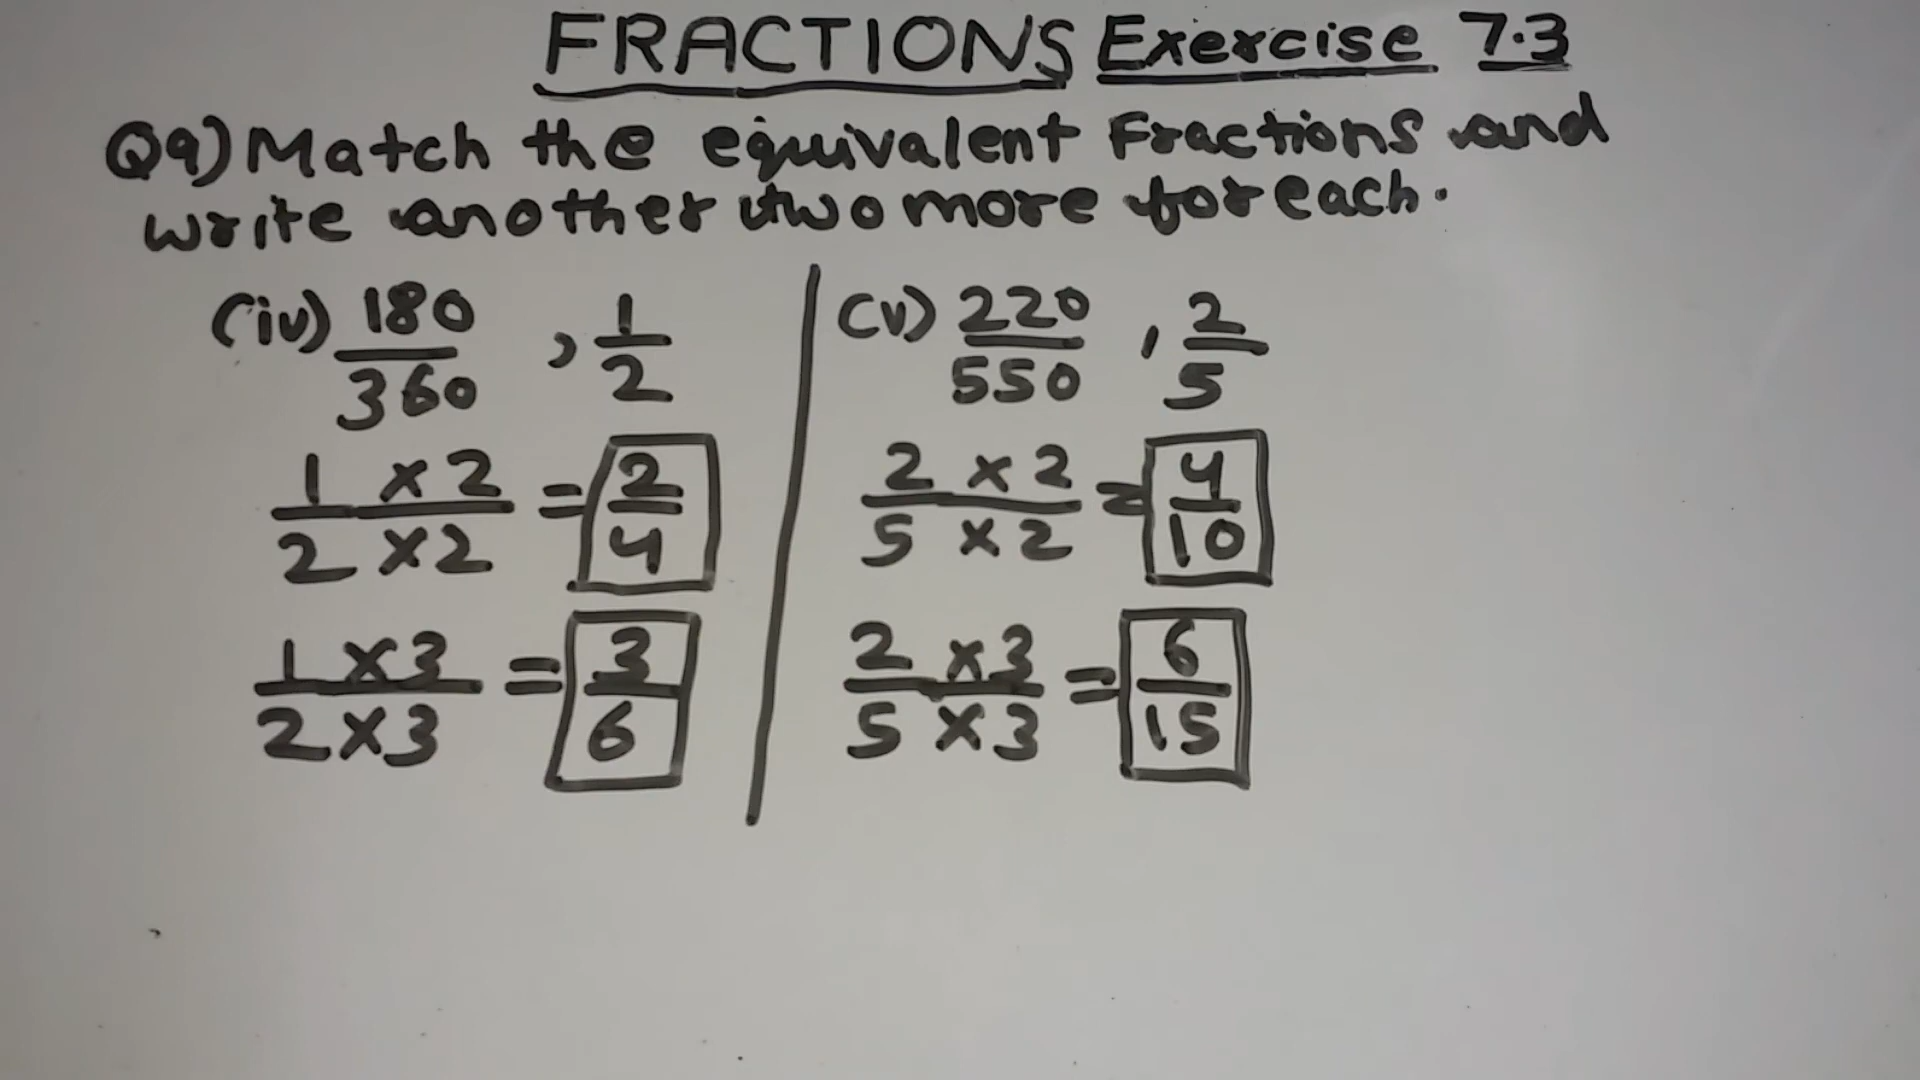 FRACTIONS Exercise 7.3
Q9) Match the equivalent Fractions and
write another two more for each.
(iv) 180/360 , 1/2
1 × 2 / 2 × 2 = 2/4
1 × 3 / 2 × 3 = 3/6
(v) 220/550 , 2/5
2 × 2 / 5 × 2 = 4/10
2 × 3 / 5 × 3 = 6/15